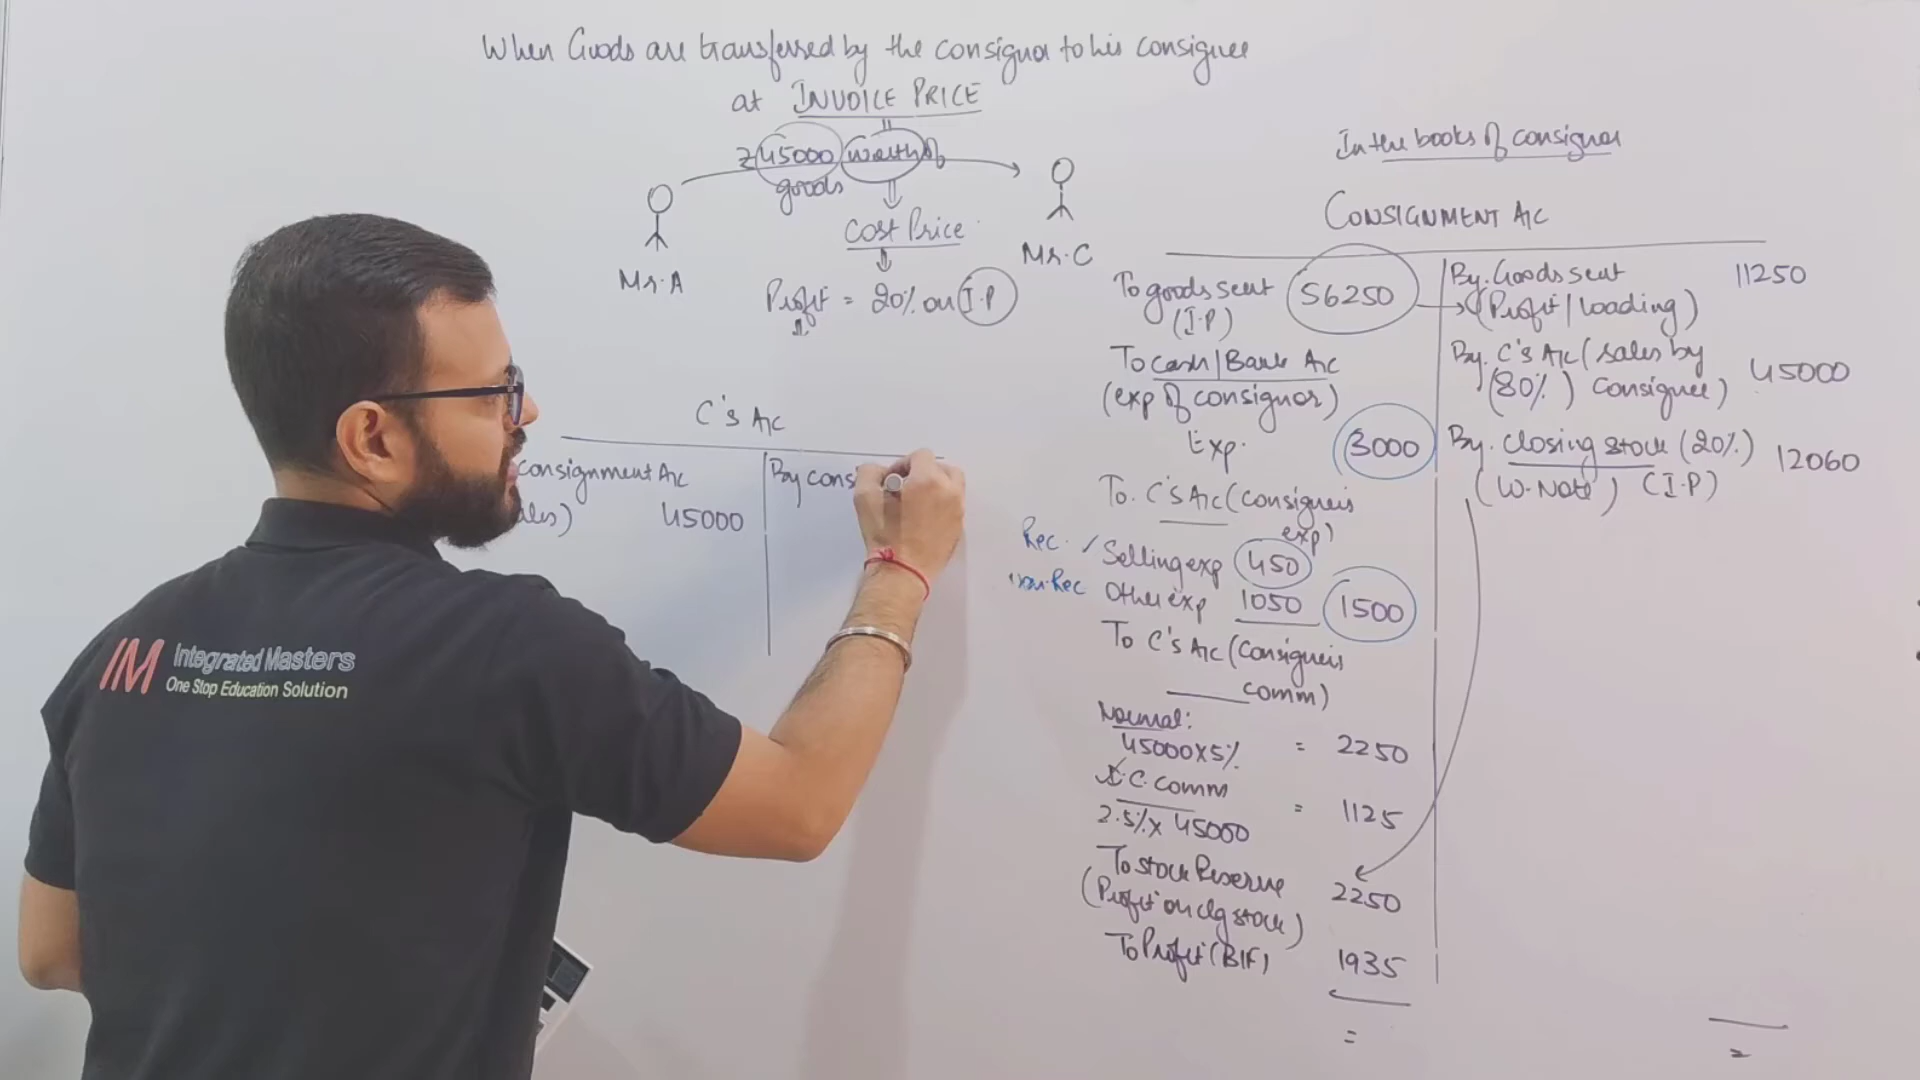 When Goods are transferred by the consignor to his consignee
at INVOICE PRICE
₹45000 worth of
goods
Cost Price
Mr. A
Mr. C
Profit = 20% on I.P
C's A/C
consignment A/C
ales) 45000
By cons
In the books of consignor
CONSIGNMENT A/C
To goods sent 56250
(I.P)
To cash/Bank A/c
(exp of consignor)
Exp. 3000
To. C's A/c (consignee's
exp)
Rec. Selling exp 450
Non-Rec Other exp 1050 1500
To C's A/c (Consignee's
comm)
Normal:
45000x5% = 2250
D.C. comm
2.5% x 45000 = 1125
To stock Reserve
(Profit on clg stock) 2250
To Profit (B/F) 1935
=
By. Goods sent 11250
(Profit/loading)
By. C's A/c (sales by
(80%) consignee) 45000
By. closing stock (20%) 12060
(W. Note) (I.P)
=
IM Integrated Masters
One Stop Education Solution